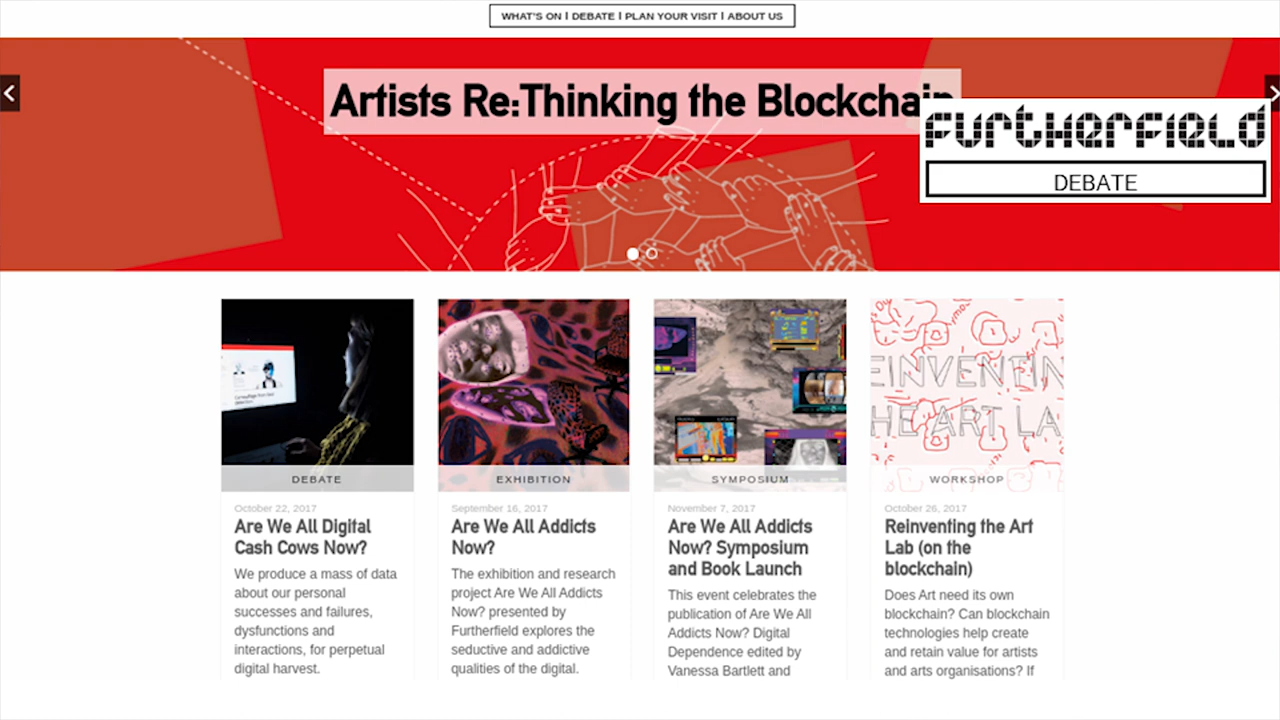 WHAT'S ON | DEBATE | PLAN YOUR VISIT | ABOUT US
Artists Re:Thinking the Blockchain
furtherfield
DEBATE
DEBATE
October 22, 2017
Are We All Digital
Cash Cows Now?
We produce a mass of data
about our personal
successes and failures,
dysfunctions and
interactions, for perpetual
digital harvest.
EXHIBITION
September 16, 2017
Are We All Addicts
Now?
The exhibition and research
project Are We All Addicts
Now? presented by
Furtherfield explores the
seductive and addictive
qualities of the digital.
SYMPOSIUM
November 7, 2017
Are We All Addicts
Now? Symposium
and Book Launch
This event celebrates the
publication of Are We All
Addicts Now? Digital
Dependence edited by
Vanessa Bartlett and
EINVENTIN
HE ART LA
WORKSHOP
October 26, 2017
Reinventing the Art
Lab (on the
blockchain)
Does Art need its own
blockchain? Can blockchain
technologies help create
and retain value for artists
and arts organisations? If